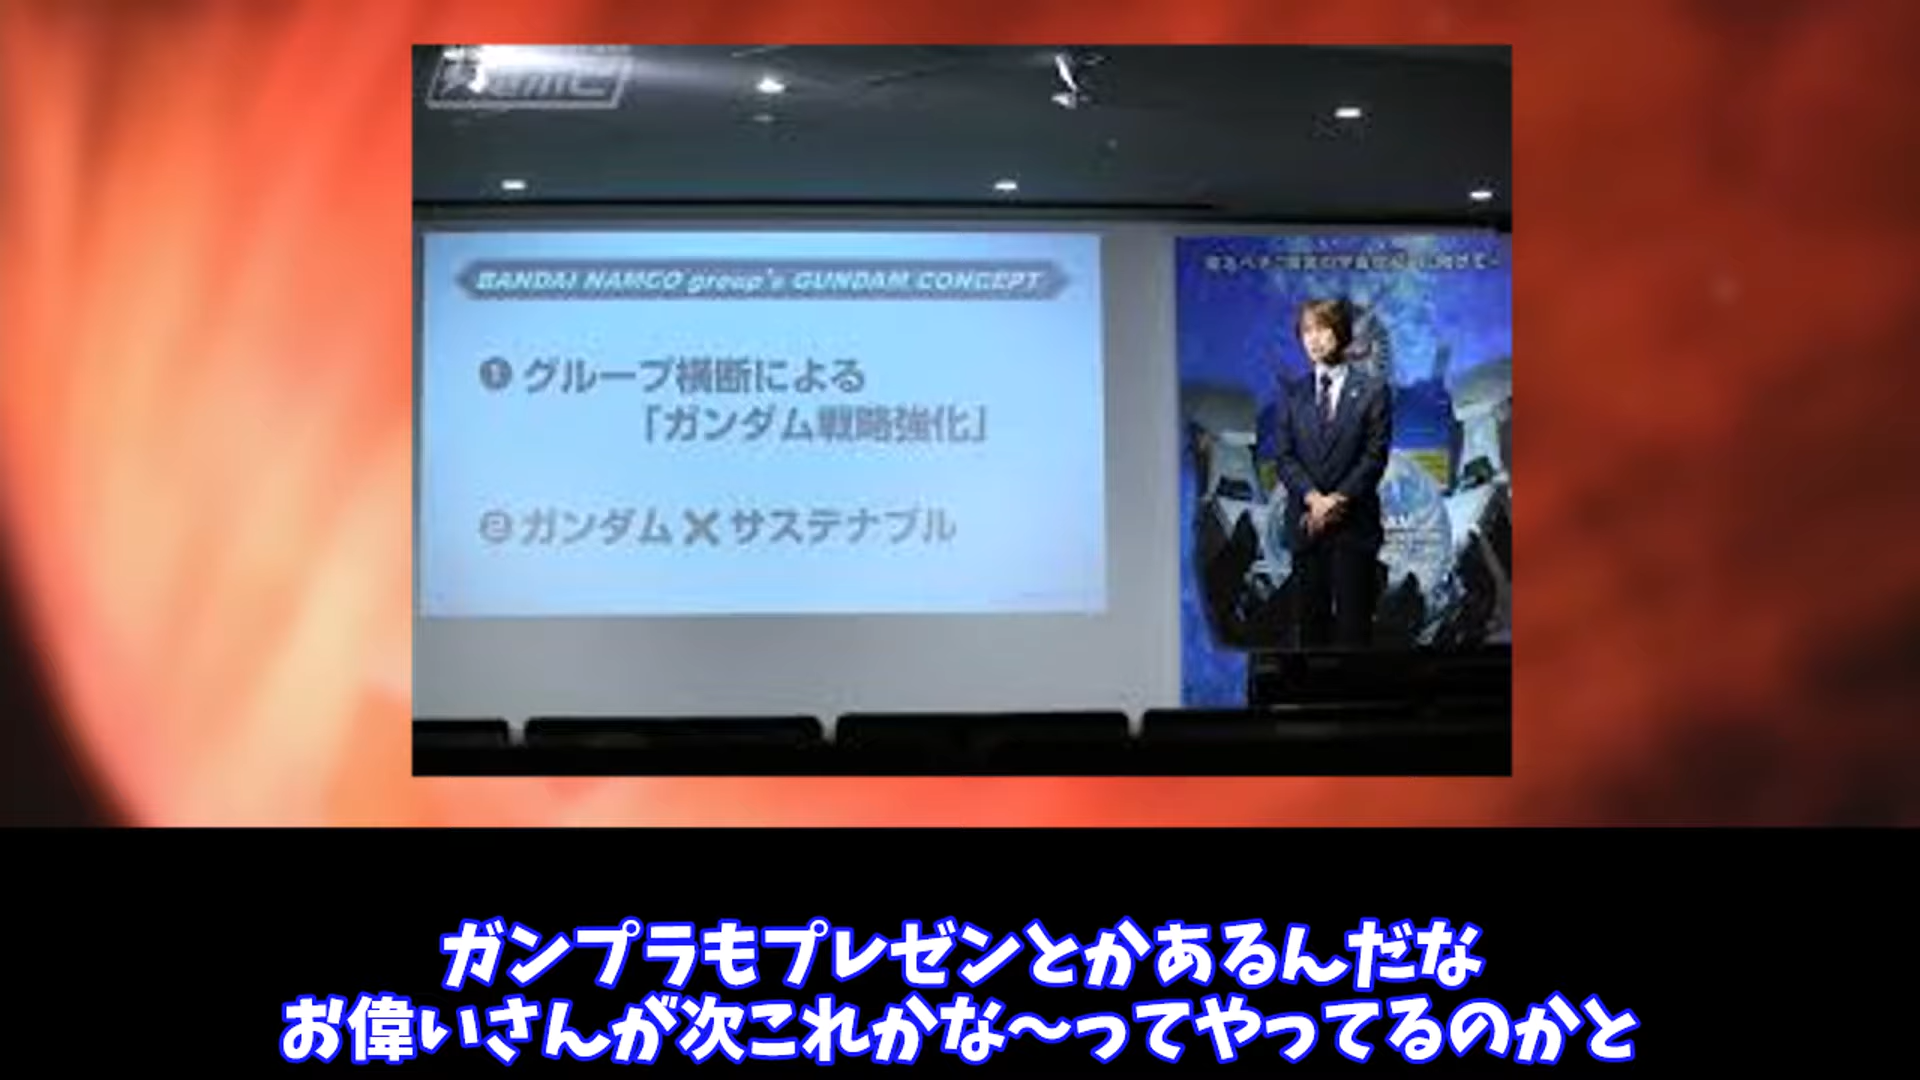 BANDAI NAMCO group's GUNDAM CONCEPT
❶グループ横断による
「ガンダム戦略強化」
❷ガンダム×サステナブル
ガンプラもプレゼンとかあるんだな
お偉いさんが次これかな～ってやってるのかと